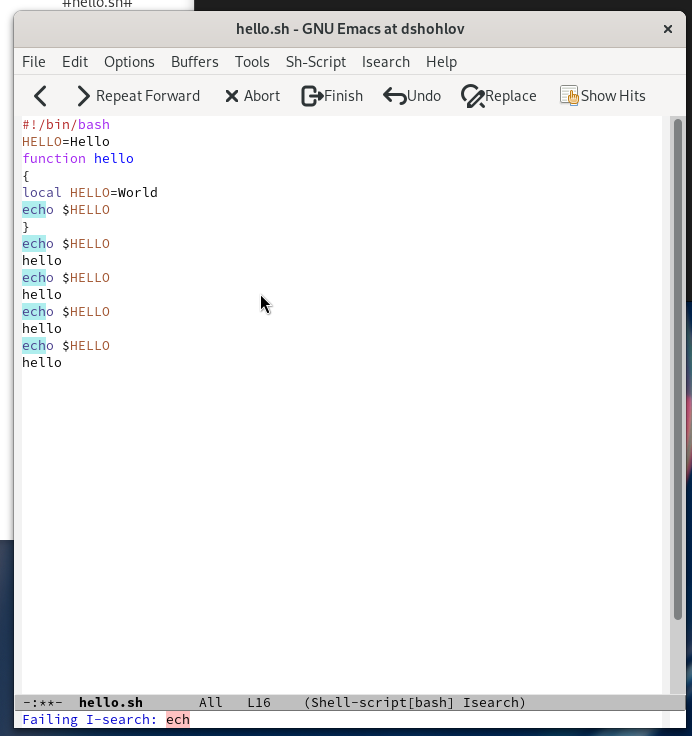 #hello.sh#
hello.sh - GNU Emacs at dshohlov
File Edit Options Buffers Tools Sh-Script Isearch Help
Repeat Forward Abort Finish Undo Replace Show Hits
#!/bin/bash
HELLO=Hello
function hello
{
local HELLO=World
echo $HELLO
}
echo $HELLO
hello
echo $HELLO
hello
echo $HELLO
hello
echo $HELLO
hello
-:**- hello.sh All L16 (Shell-script[bash] Isearch)
Failing I-search: ech